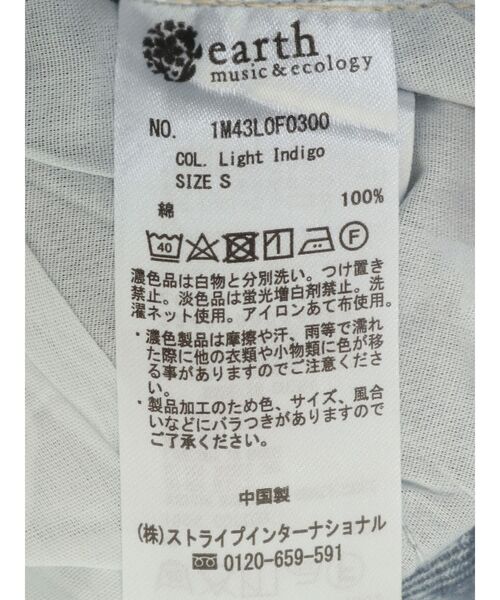 earth
music & ecology
NO. 1M43L0F0300
COL. Light Indigo
SIZE S
綿 100%
40 F
濃色品は白物と分別洗い。つけ置き
禁止。淡色品は蛍光増白剤禁止。洗
濯ネット使用。アイロンあて布使用。
・濃色製品は摩擦や汗、雨等で濡れ
た際に他の衣類や小物類に色が移
る事がありますのでご注意くださ
い。
・製品加工のため色、サイズ、風合
いなどにバラつきがありますので
ご了承ください。
中国製
(株)ストライプインターナショナル
0120-659-591